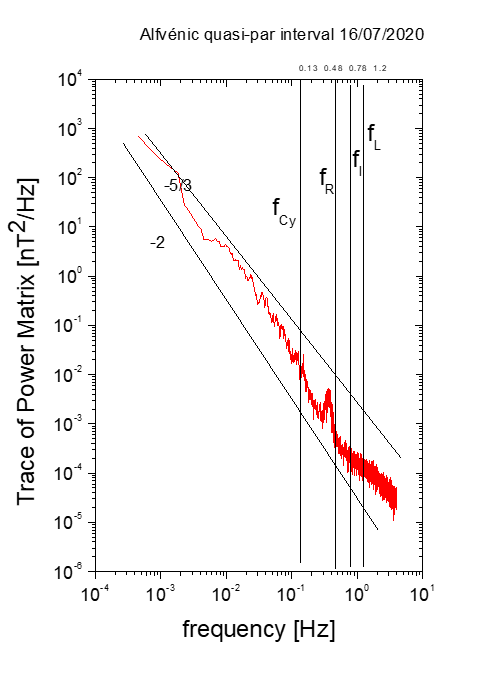 Alfvénic quasi-par interval 16/07/2020
0.13 0.48 0.78 1.2
10^4
10^3
10^2
10^1
10^0
10^-1
10^-2
10^-3
10^-4
10^-5
10^-6
Trace of Power Matrix [nT^2/Hz]
f_L
f_I
f_R
f_Cy
-5/3
-2
10^-4 10^-3 10^-2 10^-1 10^0 10^1
frequency [Hz]